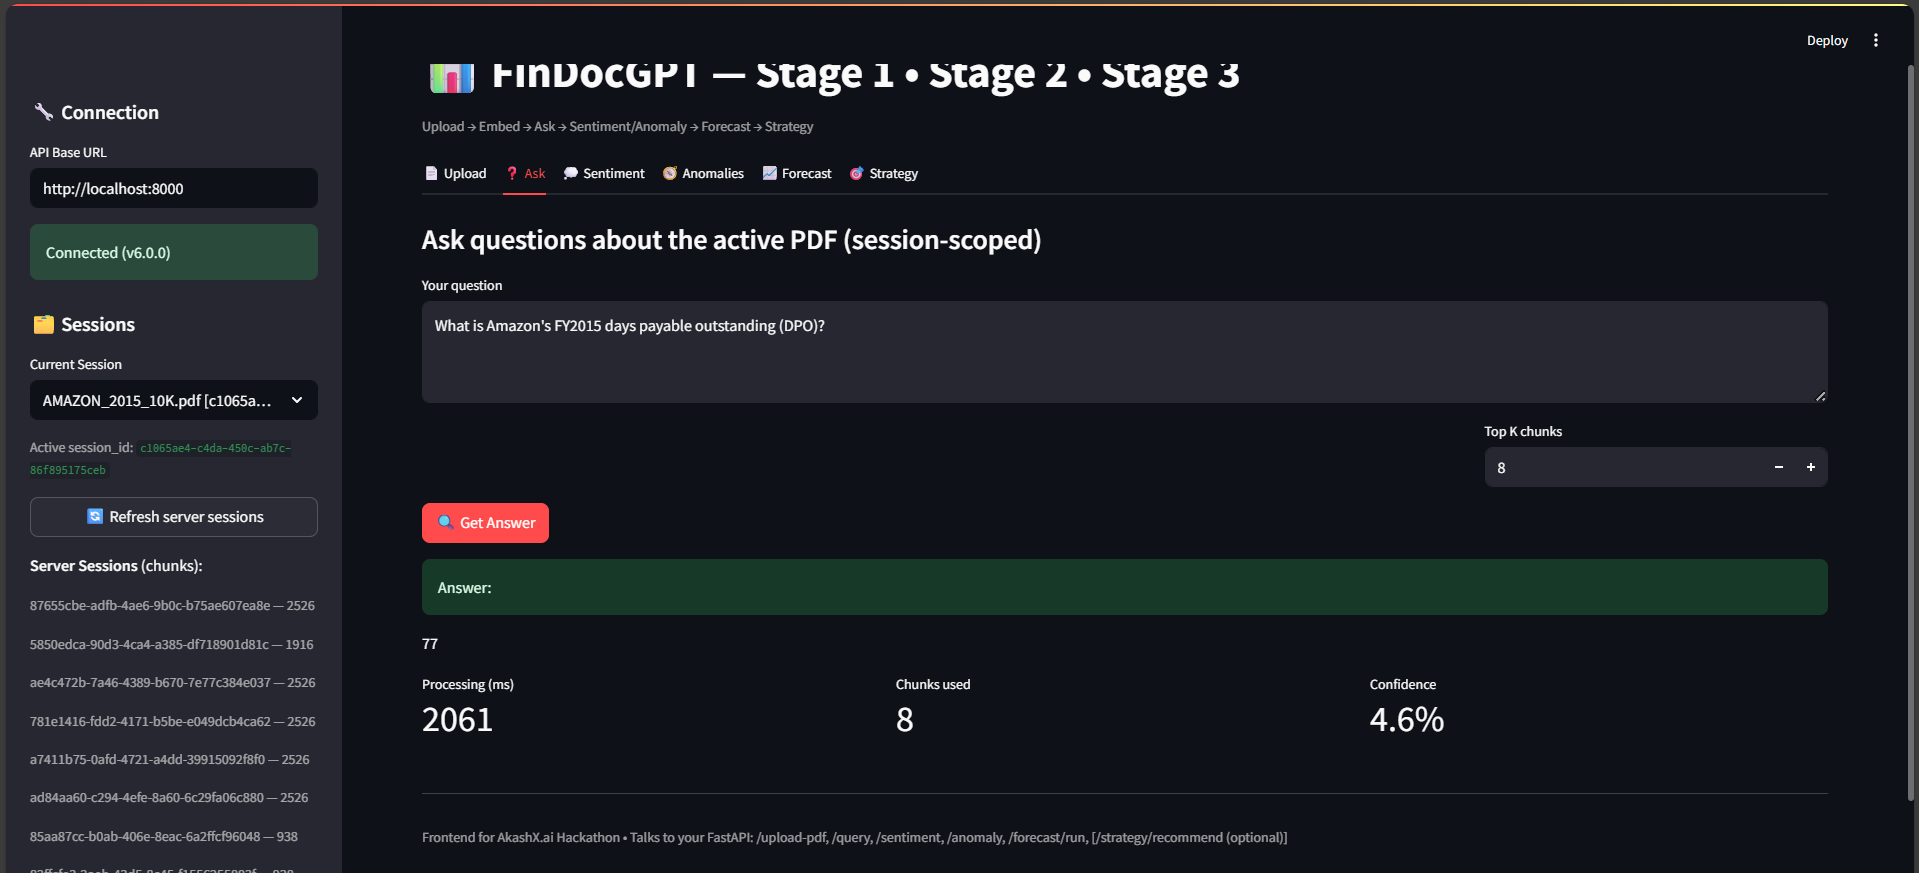 Deploy
Connection
API Base URL
http://localhost:8000
Connected (v6.0.0)
Sessions
Current Session
AMAZON_2015_10K.pdf [c1065a...
Active session_id: c1065ae4-c4da-450c-ab7c-
86f895175ceb
Refresh server sessions
Server Sessions (chunks):
87655cbe-adfb-4ae6-9b0c-b75ae607ea8e — 2526
5850edca-90d3-4ca4-a385-df718901d81c — 1916
ae4c472b-7a46-4389-b670-7e77c384e037 — 2526
781e1416-fdd2-4171-b5be-e049dcb4ca62 — 2526
a7411b75-0afd-4721-a4dd-39915092f8f0 — 2526
ad84aa60-c294-4efe-8a60-6c29fa06c880 — 2526
85aa87cc-b0ab-406e-8eac-6a2ffcf96048 — 938
FinDocGPT — Stage 1 • Stage 2 • Stage 3
Upload → Embed → Ask → Sentiment/Anomaly → Forecast → Strategy
Upload Ask Sentiment Anomalies Forecast Strategy
Ask questions about the active PDF (session-scoped)
Your question
What is Amazon's FY2015 days payable outstanding (DPO)?
Top K chunks
8
Get Answer
Answer:
77
Processing (ms) Chunks used Confidence
2061 8 4.6%
Frontend for AkashX.ai Hackathon • Talks to your FastAPI: /upload-pdf, /query, /sentiment, /anomaly, /forecast/run, [/strategy/recommend (optional)]